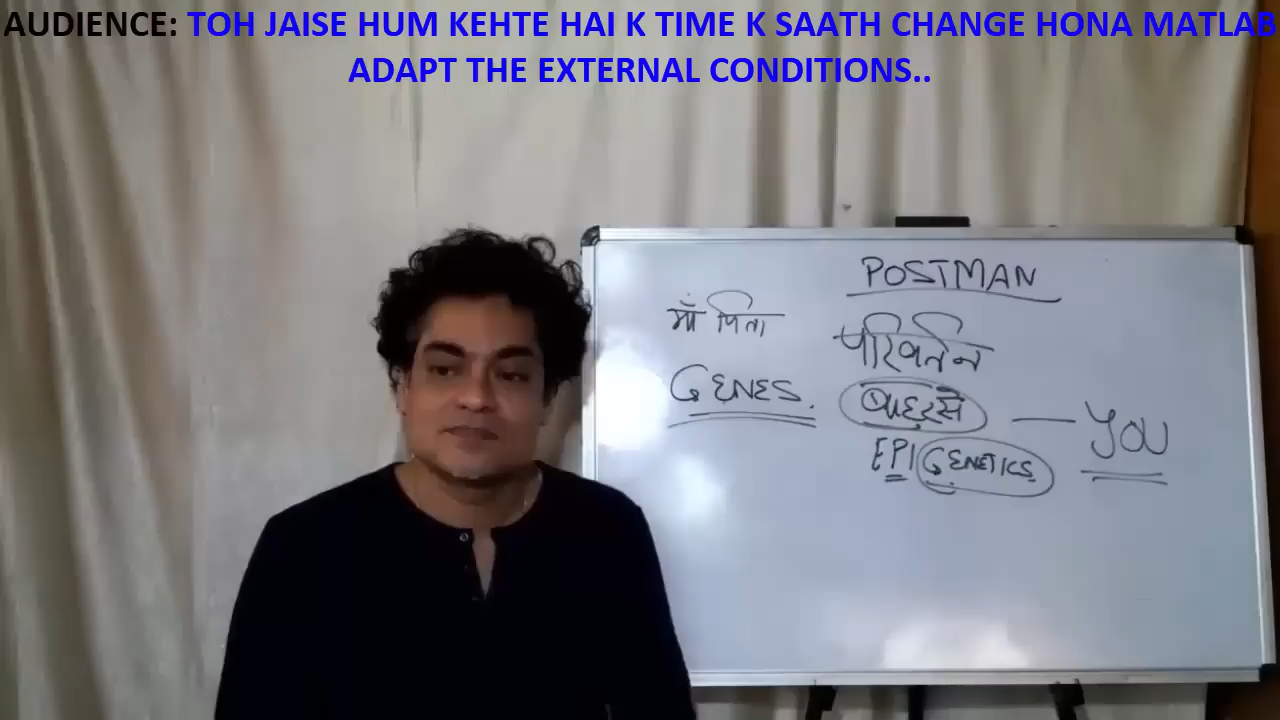 AUDIENCE: TOH JAISE HUM KEHTE HAI K TIME K SAATH CHANGE HONA MATLAB
ADAPT THE EXTERNAL CONDITIONS..
POSTMAN
माँ पिता
परिवर्तन
GENES.
बाहरसे — YOU
EPIGENETICS.